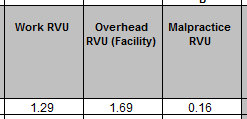 Work RVU Overhead RVU (Facility) Malpractice RVU
1.29 1.69 0.16